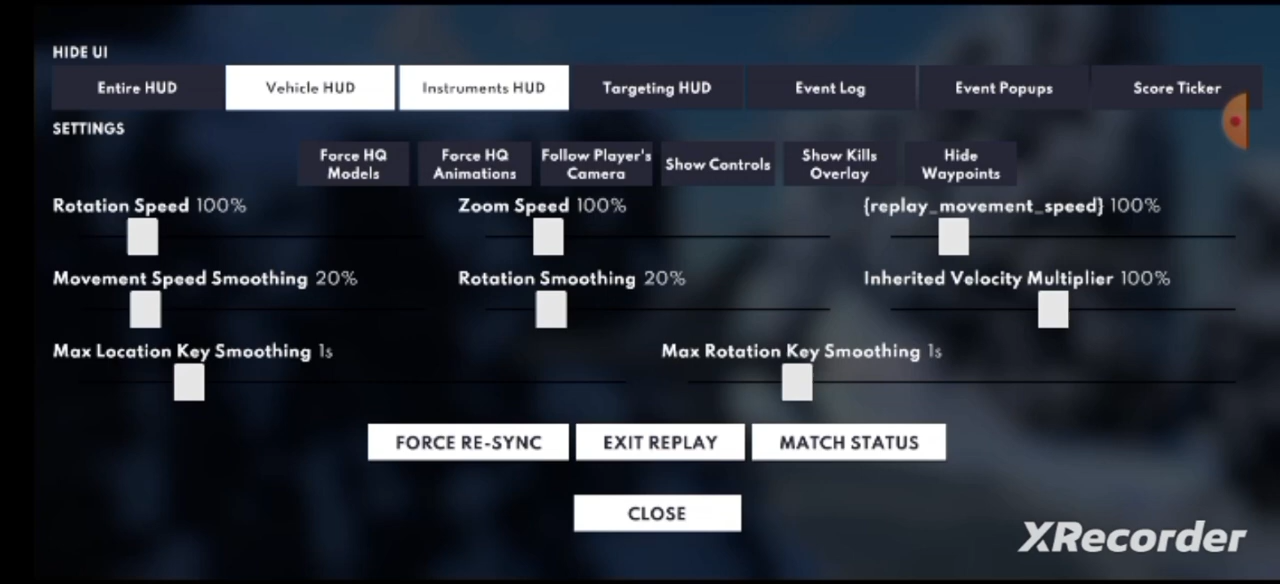 HIDE UI
Entire HUD Vehicle HUD Instruments HUD Targeting HUD Event Log Event Popups Score Ticker
SETTINGS
Force HQ Models Force HQ Animations Follow Player's Camera Show Controls Show Kills Overlay Hide Waypoints
Rotation Speed 100% Zoom Speed 100% {replay_movement_speed} 100%
Movement Speed Smoothing 20% Rotation Smoothing 20% Inherited Velocity Multiplier 100%
Max Location Key Smoothing 1s Max Rotation Key Smoothing 1s
FORCE RE-SYNC EXIT REPLAY MATCH STATUS
CLOSE
XRecorder